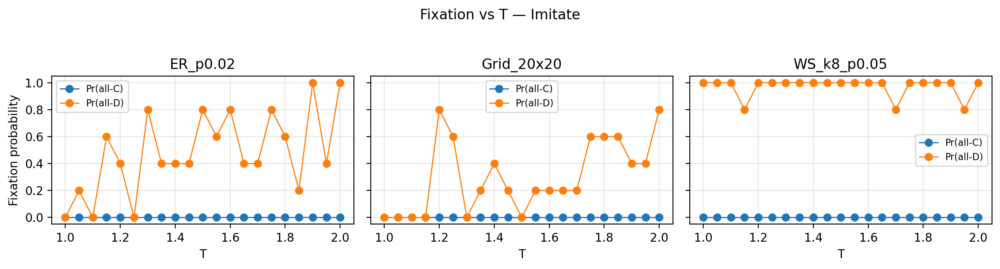 Fixation vs T — Imitate
ER_p0.02
Grid_20x20
WS_k8_p0.05
Fixation probability
1.0
0.8
0.6
0.4
0.2
0.0
Pr(all-C)
Pr(all-D)
1.0 1.2 1.4 1.6 1.8 2.0
T
Pr(all-C)
Pr(all-D)
1.0 1.2 1.4 1.6 1.8 2.0
T
Pr(all-C)
Pr(all-D)
1.0 1.2 1.4 1.6 1.8 2.0
T